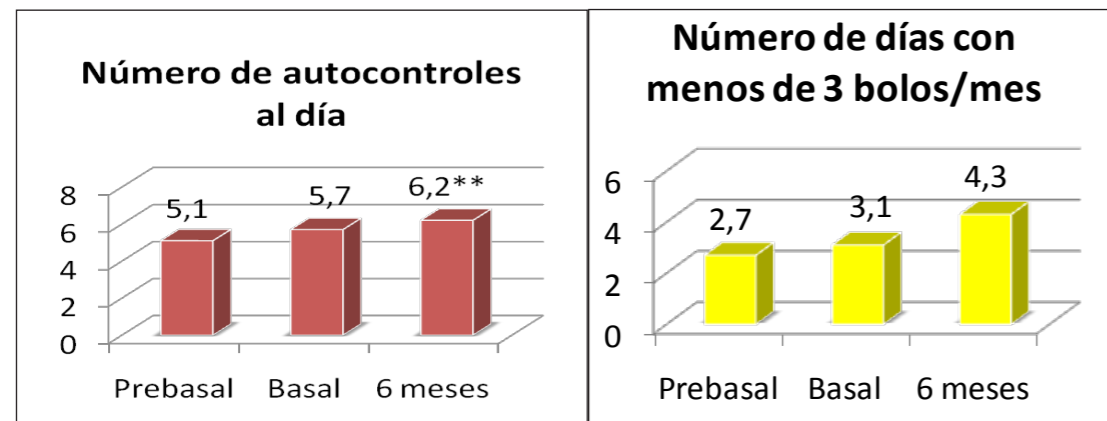 Número de autocontroles
al día
8
6
4
2
0
5,1
5,7
6,2**
Prebasal Basal 6 meses
Número de días con
menos de 3 bolos/mes
6
4
2
0
2,7
3,1
4,3
Prebasal Basal 6 meses